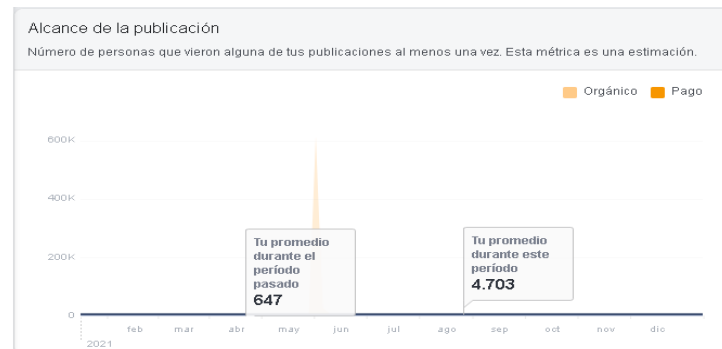 Alcance de la publicación
Número de personas que vieron alguna de tus publicaciones al menos una vez. Esta métrica es una estimación.
Orgánico Pago
600K
400K
200K
0
Tu promedio
durante el
período
pasado
647
Tu promedio
durante este
período
4.703
feb mar abr may jun jul ago sep oct nov dic
2021